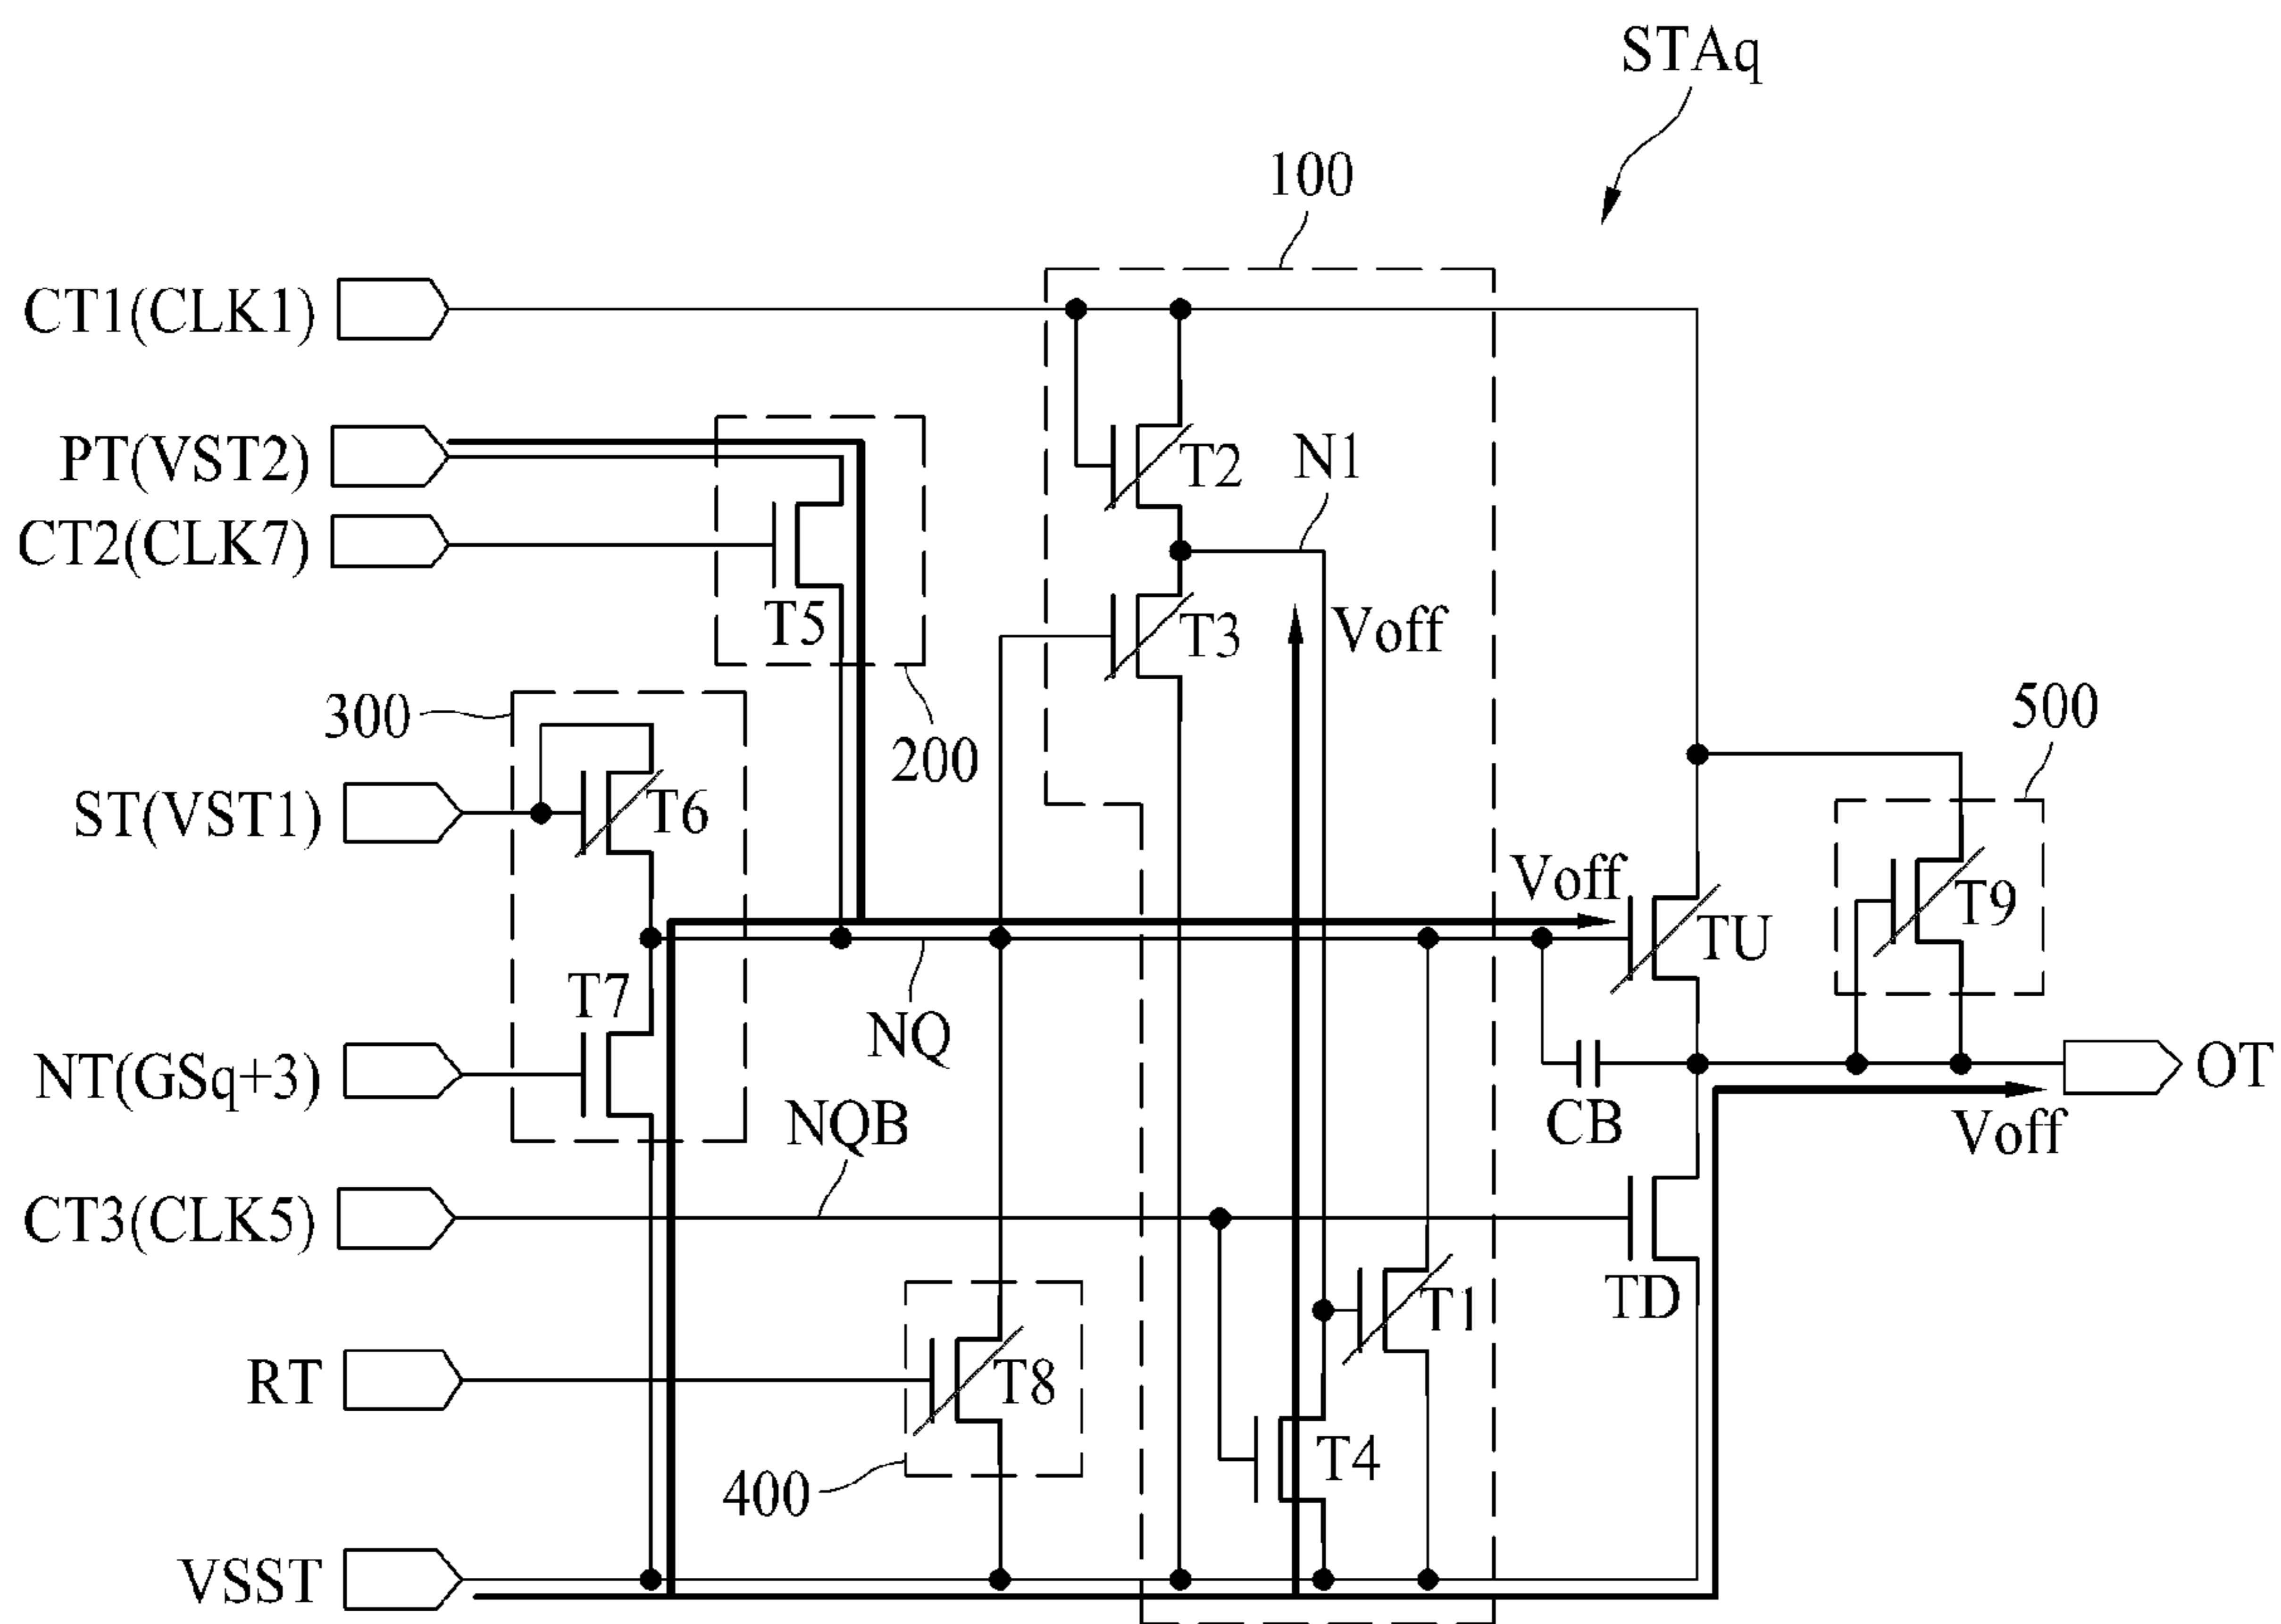 STAq
100
CT1(CLK1)
PT(VST2)
T2
N1
CT2(CLK7)
T5
T3
Voff
300
200
500
ST(VST1)
T6
Voff
T9
TU
T7
NQ
NT(GSq+3)
OT
NQB
CB
Voff
CT3(CLK5)
TD
T1
RT
T8
T4
400
VSST